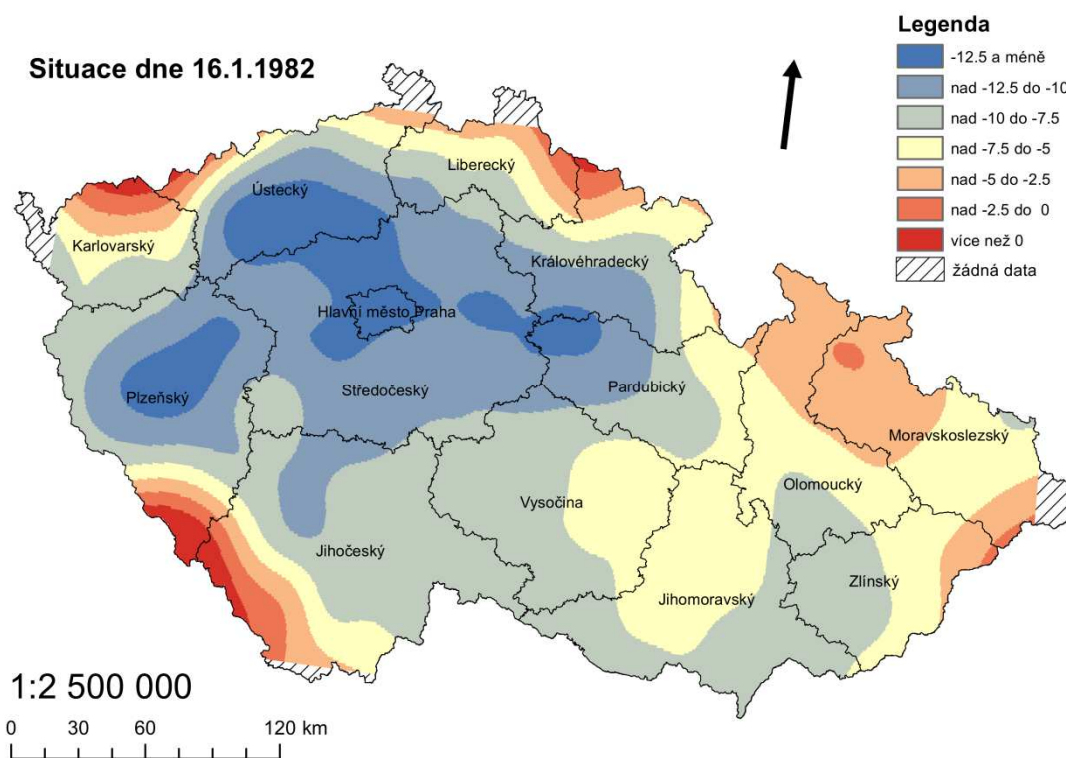 Situace dne 16.1.1982
Legenda
-12.5 a méně
nad -12.5 do -10
nad -10 do -7.5
nad -7.5 do -5
nad -5 do -2.5
nad -2.5 do 0
více než 0
žádná data
Liberecký
Ústecký
Karlovarský
Královéhradecký
Hlavní město Praha
Plzeňský
Středočeský
Pardubický
Moravskoslezský
Olomoucký
Vysočina
Jihočeský
Zlínský
Jihomoravský
1:2 500 000
0 30 60 120 km